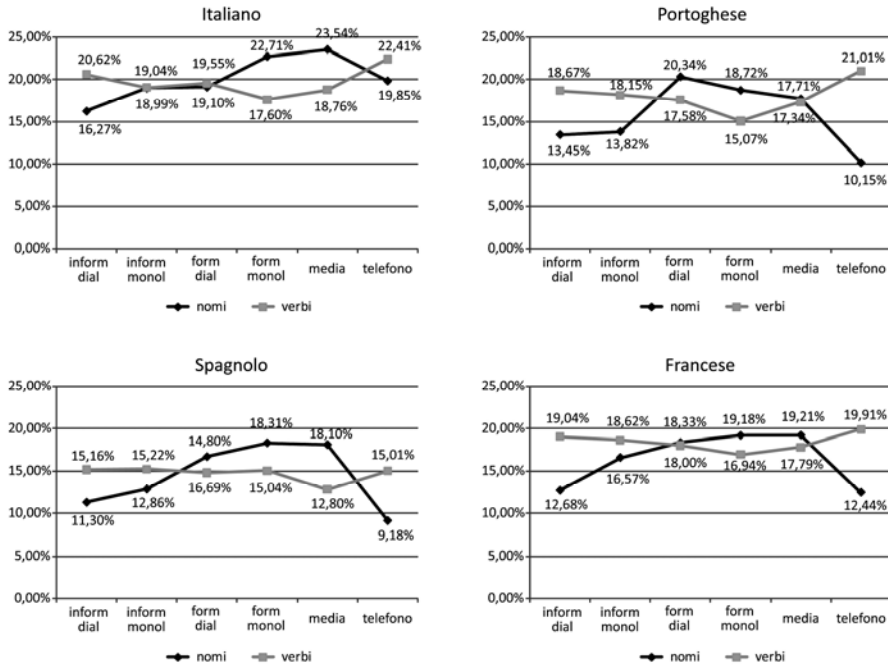 Italiano
25,00%
20,00%
15,00%
10,00%
5,00%
0,00%
20,62% 19,04% 19,55% 22,71% 23,54% 22,41%
16,27% 18,99% 19,10% 17,60% 18,76% 19,85%
inform dial
inform monol
form dial
form monol
media
telefono
nomi verbi
Portoghese
25,00%
20,00%
15,00%
10,00%
5,00%
0,00%
18,67% 18,15% 20,34% 18,72% 17,71% 21,01%
13,45% 13,82% 17,58% 15,07% 17,34% 10,15%
inform dial
inform monol
form dial
form monol
media
telefono
nomi verbi
Spagnolo
25,00%
20,00%
15,00%
10,00%
5,00%
0,00%
15,16% 15,22% 14,80% 18,31% 18,10% 15,01%
11,30% 12,86% 16,69% 15,04% 12,80% 9,18%
inform dial
inform monol
form dial
form monol
media
telefono
nomi verbi
Francese
25,00%
20,00%
15,00%
10,00%
5,00%
0,00%
19,04% 18,62% 18,33% 19,18% 19,21% 19,91%
12,68% 16,57% 18,00% 16,94% 17,79% 12,44%
inform dial
inform monol
form dial
form monol
media
telefono
nomi verbi